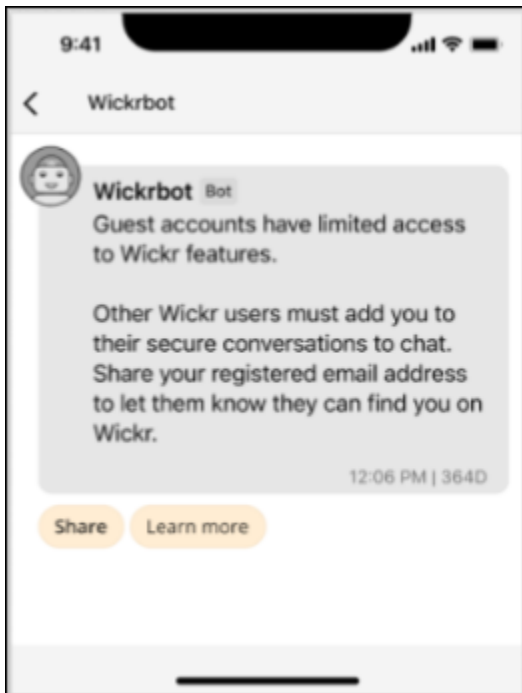 9:41
Wickrbot
Wickrbot Bot
Guest accounts have limited access
to Wickr features.
Other Wickr users must add you to
their secure conversations to chat.
Share your registered email address
to let them know they can find you on
Wickr.
12:06 PM | 364D
Share Learn more